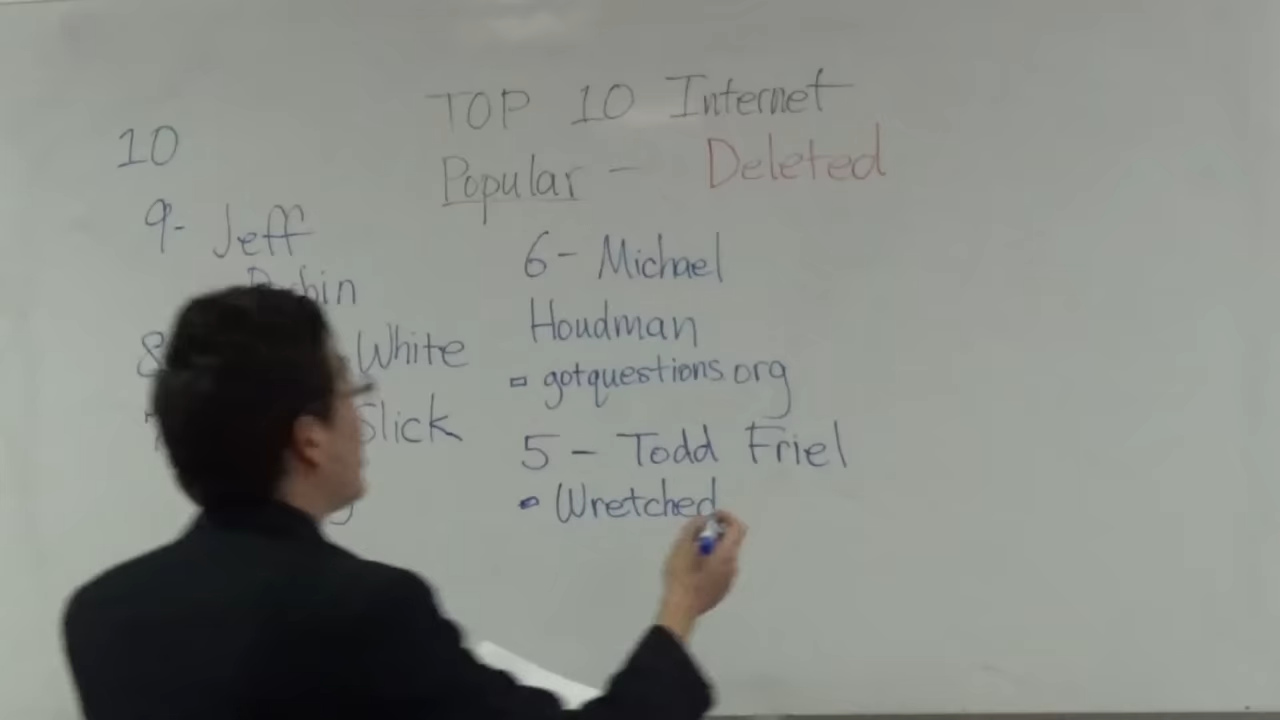 TOP 10 Internet
Popular - Deleted
10
9- Jeff
8 White
Slick
6 - Michael
Houdman
gotquestions.org
5 - Todd Friel
Wretched